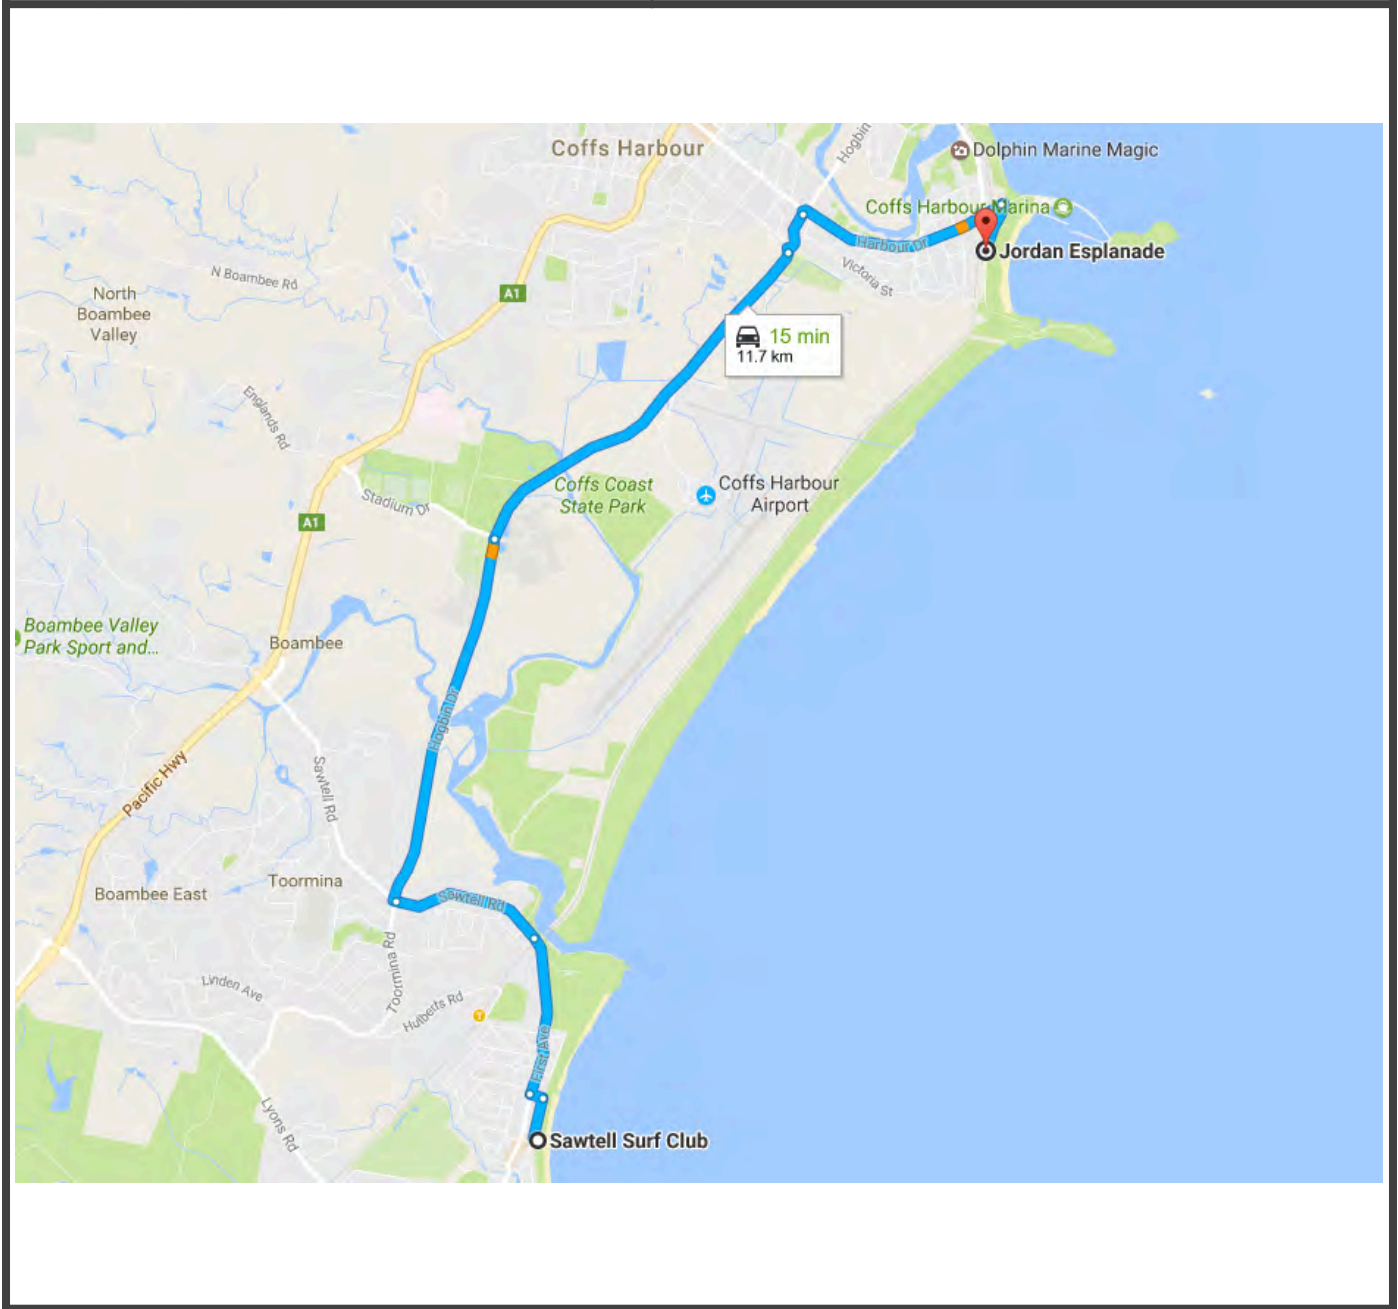 Coffs Harbour
Hogbin
Dolphin Marine Magic
Coffs Harbour Marina
Harbour Dr
Jordan Esplanade
Victoria St
N Boambee Rd
North
Boambee
Valley
A1
15 min
11.7 km
Englands Rd
Stadium Dr
Coffs Coast
State Park
Coffs Harbour
Airport
A1
Boambee Valley
Park Sport and...
Boambee
Hogbin Dr
Pacific Hwy
Sawtell Rd
Toormina
Boambee East
Sawtell Rd
Toormina Rd
Linden Ave
Hulberts Rd
First Ave
Lyons Rd
Sawtell Surf Club